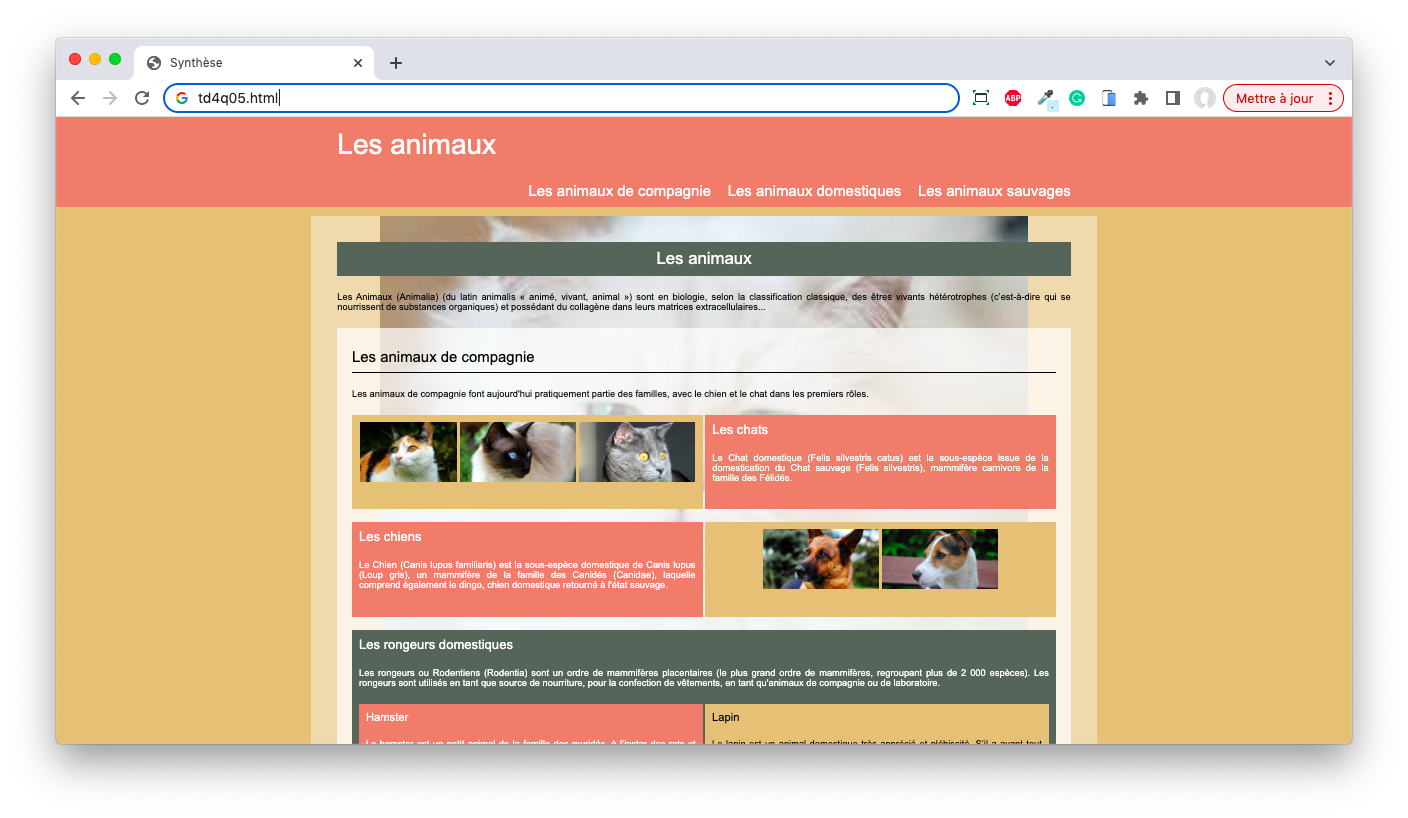 Synthèse
td4q05.html
ABP
Mettre à jour
Les animaux
Les animaux de compagnie Les animaux domestiques Les animaux sauvages
Les animaux
Les Animaux (Animalia) (du latin animalis « animé, vivant, animal ») sont en biologie, selon la classification classique, des êtres vivants hétérotrophes (c'est-à-dire qui se
nourrissent de substances organiques) et possédant du collagène dans leurs matrices extracellulaires...
Les animaux de compagnie
Les animaux de compagnie font aujourd'hui pratiquement partie des familles, avec le chien et le chat dans les premiers rôles.
Les chats
Le Chat domestique (Felis silvestris catus) est la sous-espèce issue de la
domestication du Chat sauvage (Felis silvestris), mammifère carnivore de la
famille des Félidés.
Les chiens
Le Chien (Canis lupus familiaris) est la sous-espèce domestique de Canis lupus
(Loup gris), un mammifère de la famille des Canidés (Canidae), laquelle
comprend également le dingo, chien domestique retourné à l'état sauvage.
Les rongeurs domestiques
Les rongeurs ou Rodentiens (Rodentia) sont un ordre de mammifères placentaires (le plus grand ordre de mammifères, regroupant plus de 2 000 espèces). Les
rongeurs sont utilisés en tant que source de nourriture, pour la confection de vêtements, en tant qu'animaux de compagnie ou de laboratoire.
Hamster
Le hamster est un petit animal de la famille des muridés, à l'instar des rats et
Lapin
Le lapin est un animal domestique très apprécié et plébiscité. S'il a avant tout